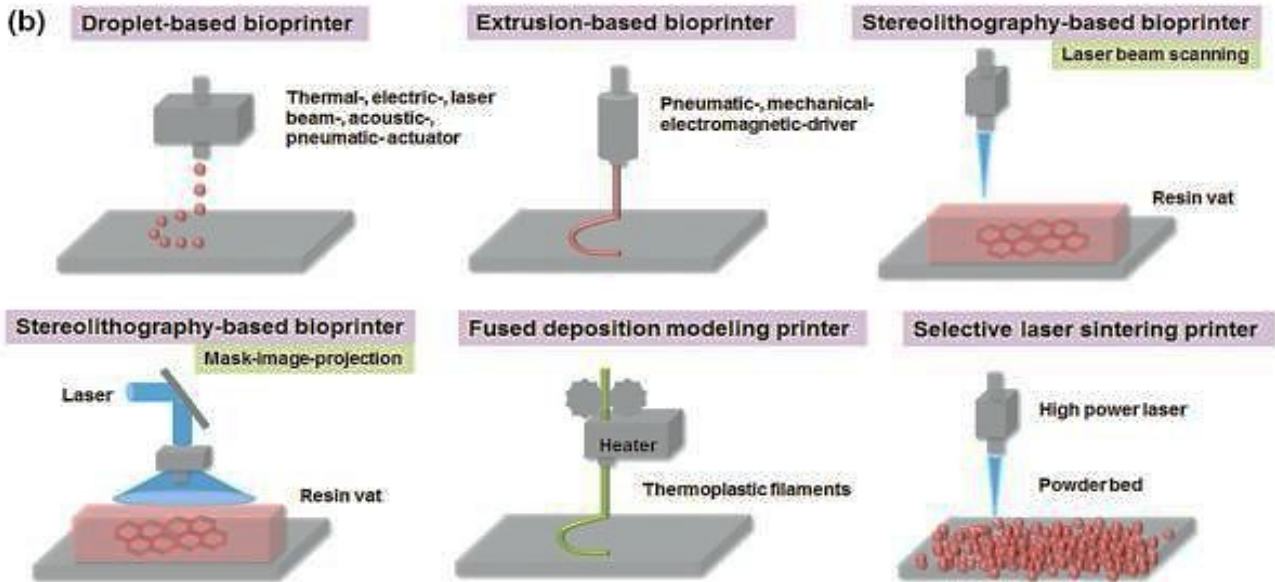 (b)
Droplet-based bioprinter
Thermal-, electric-, laser
beam-, acoustic-,
pneumatic- actuator
Extrusion-based bioprinter
Pneumatic-, mechanical-
electromagnetic-driver
Stereolithography-based bioprinter
Laser beam scanning
Resin vat
Stereolithography-based bioprinter
Mask-image-projection
Laser
Resin vat
Fused deposition modeling printer
Heater
Thermoplastic filaments
Selective laser sintering printer
High power laser
Powder bed